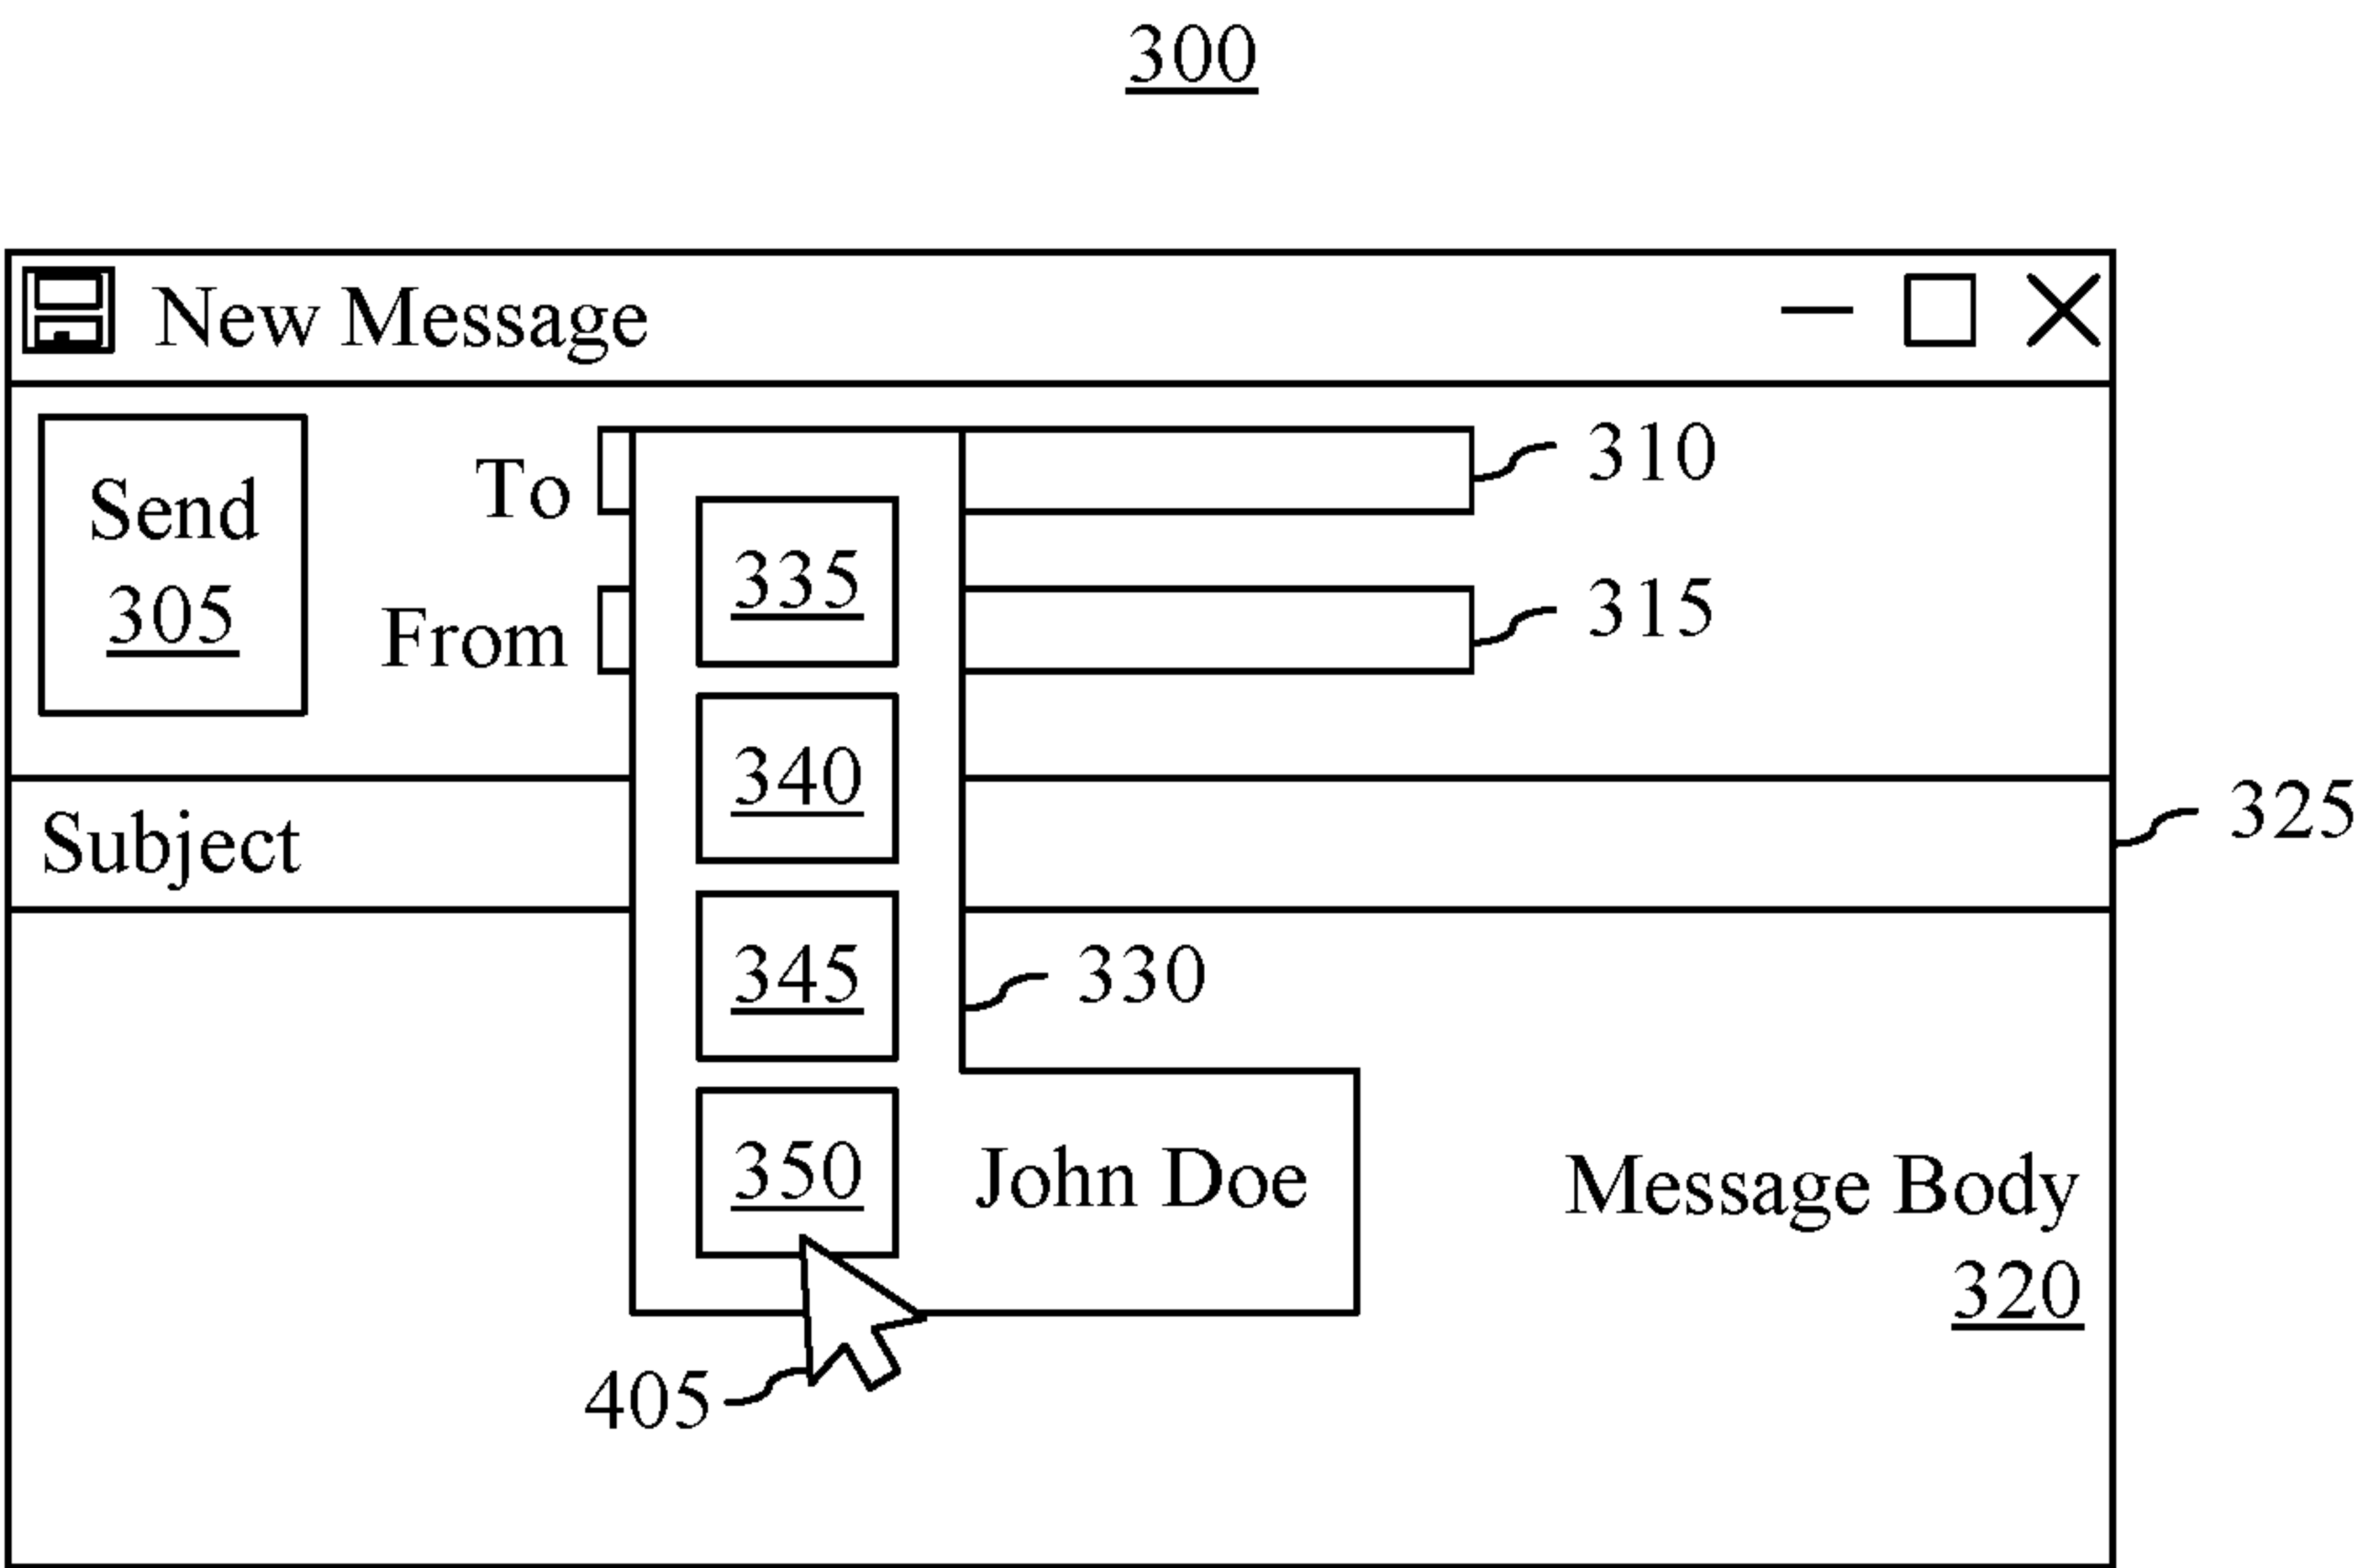 300
New Message
To
310
Send
305
335
From
315
340
Subject
325
345
330
350
John Doe
Message Body
320
405